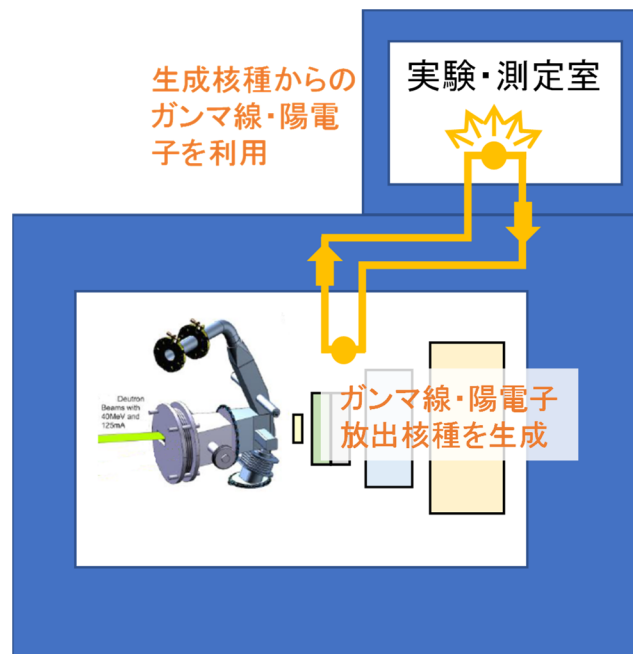 生成核種からの
ガンマ線・陽電
子を利用
実験・測定室
Deutron
Beams with
40MeV and
125mA
ガンマ線・陽電子
放出核種を生成